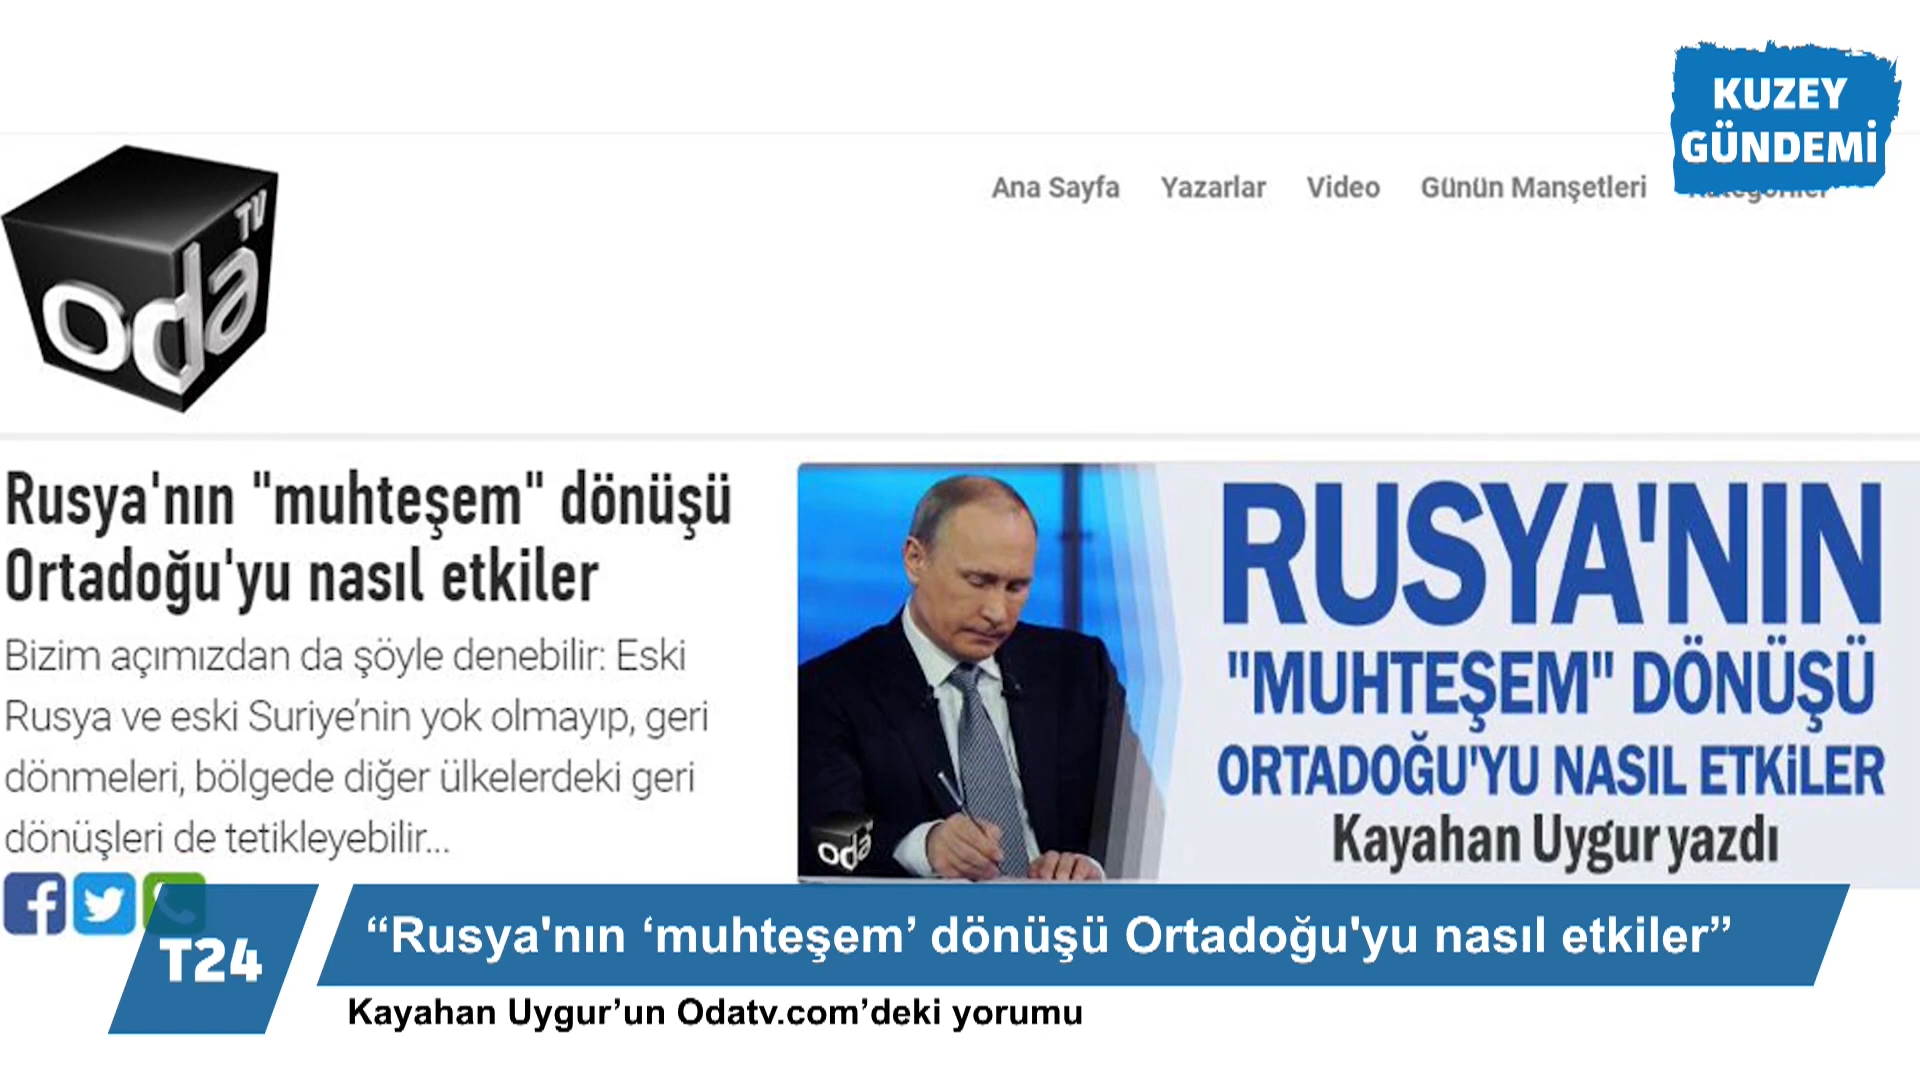 KUZEY
GÜNDEMİ
Ana Sayfa Yazarlar Video Günün Manşetleri
oda TV
Rusya'nın "muhteşem" dönüşü
Ortadoğu'yu nasıl etkiler
Bizim açımızdan da şöyle denebilir: Eski
Rusya ve eski Suriye’nin yok olmayıp, geri
dönmeleri, bölgede diğer ülkelerdeki geri
dönüşleri de tetikleyebilir...
RUSYA'NIN
"MUHTEŞEM" DÖNÜŞÜ
ORTADOĞU'YU NASIL ETKiLER
Kayahan Uygur yazdı
oda
T24
“Rusya'nın ‘muhteşem’ dönüşü Ortadoğu'yu nasıl etkiler”
Kayahan Uygur’un Odatv.com’deki yorumu